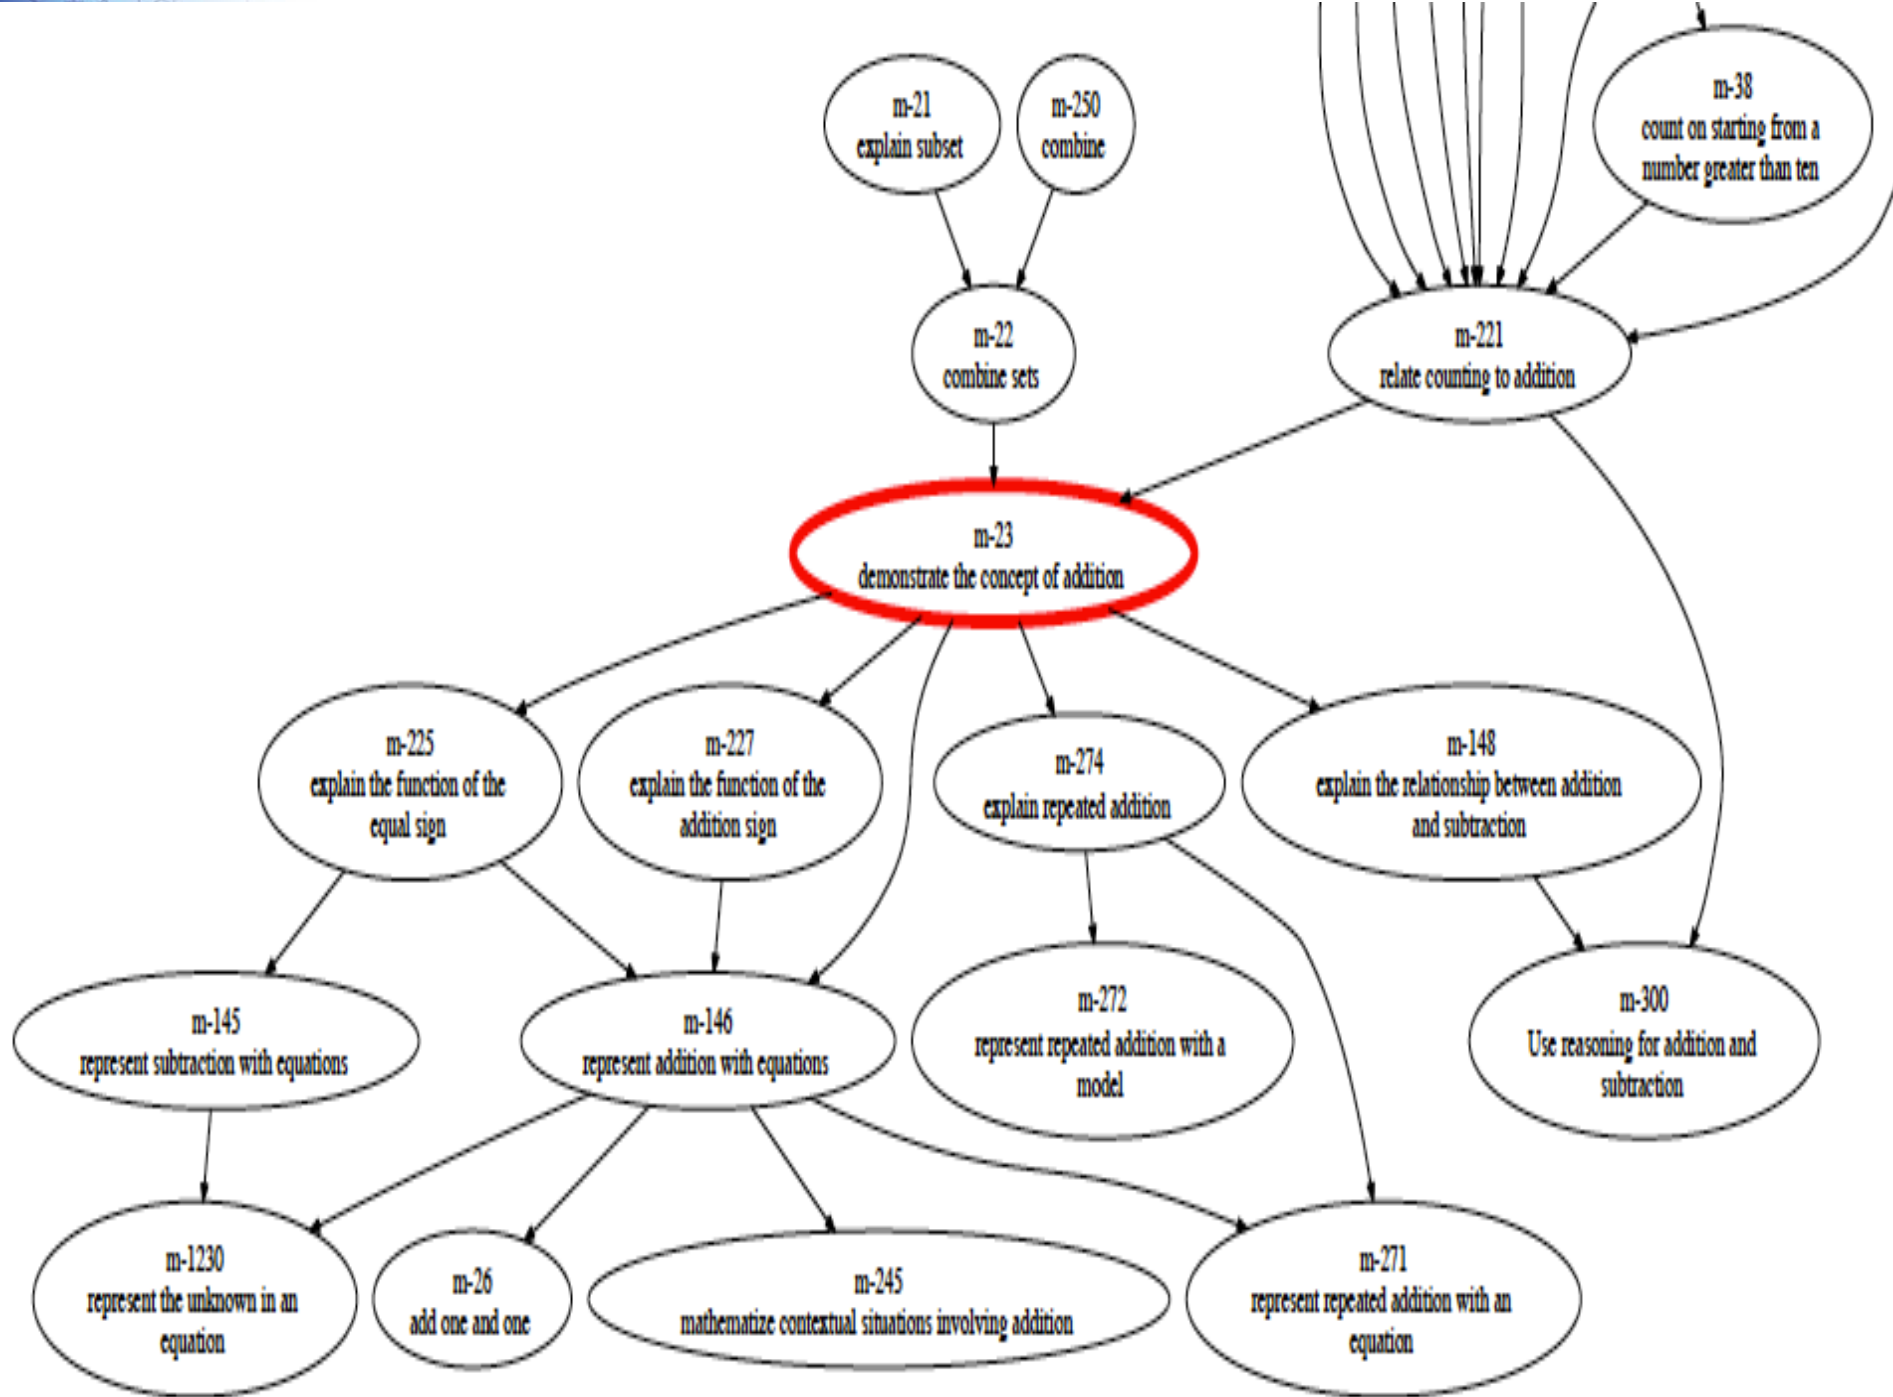 m-21
explain subset
m-250
combine
m-38
count on starting from a
number greater than ten
m-22
combine sets
m-221
relate counting to addition
m-23
demonstrate the concept of addition
m-225
explain the function of the
equal sign
m-227
explain the function of the
addition sign
m-274
explain repeated addition
m-148
explain the relationship between addition
and subtraction
m-145
represent subtraction with equations
m-146
represent addition with equations
m-272
represent repeated addition with a
model
m-300
Use reasoning for addition and
subtraction
m-1230
represent the unknown in an
equation
m-26
add one and one
m-245
mathematize contextual situations involving addition
m-271
represent repeated addition with an
equation